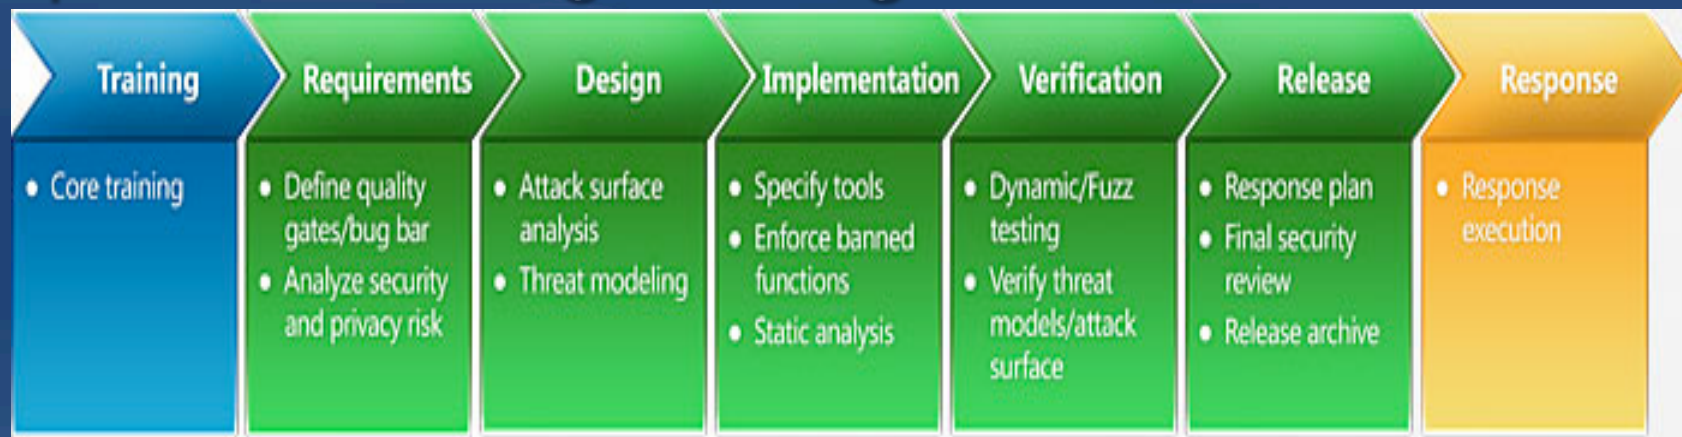 Training
Requirements
Design
Implementation
Verification
Release
Response
• Core training
• Define quality
gates/bug bar
• Analyze security
and privacy risk
• Attack surface
analysis
• Threat modeling
• Specify tools
• Enforce banned
functions
• Static analysis
• Dynamic/Fuzz
testing
• Verify threat
models/attack
surface
• Response plan
• Final security
review
• Release archive
• Response
execution